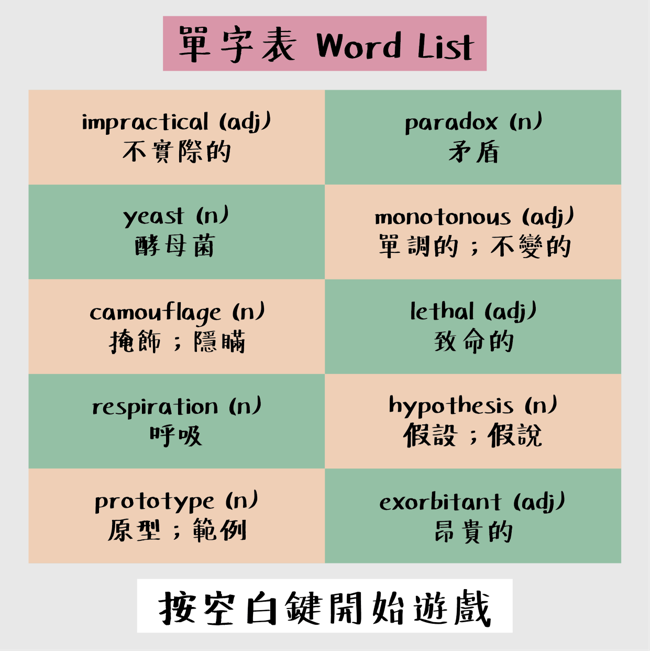 單字表 Word List
impractical (adj)
不實際的
paradox (n)
矛盾
yeast (n)
酵母菌
monotonous (adj)
單調的；不變的
camouflage (n)
掩飾；隱瞞
lethal (adj)
致命的
respiration (n)
呼吸
hypothesis (n)
假設；假說
prototype (n)
原型；範例
exorbitant (adj)
昂貴的
按空白鍵開始遊戲